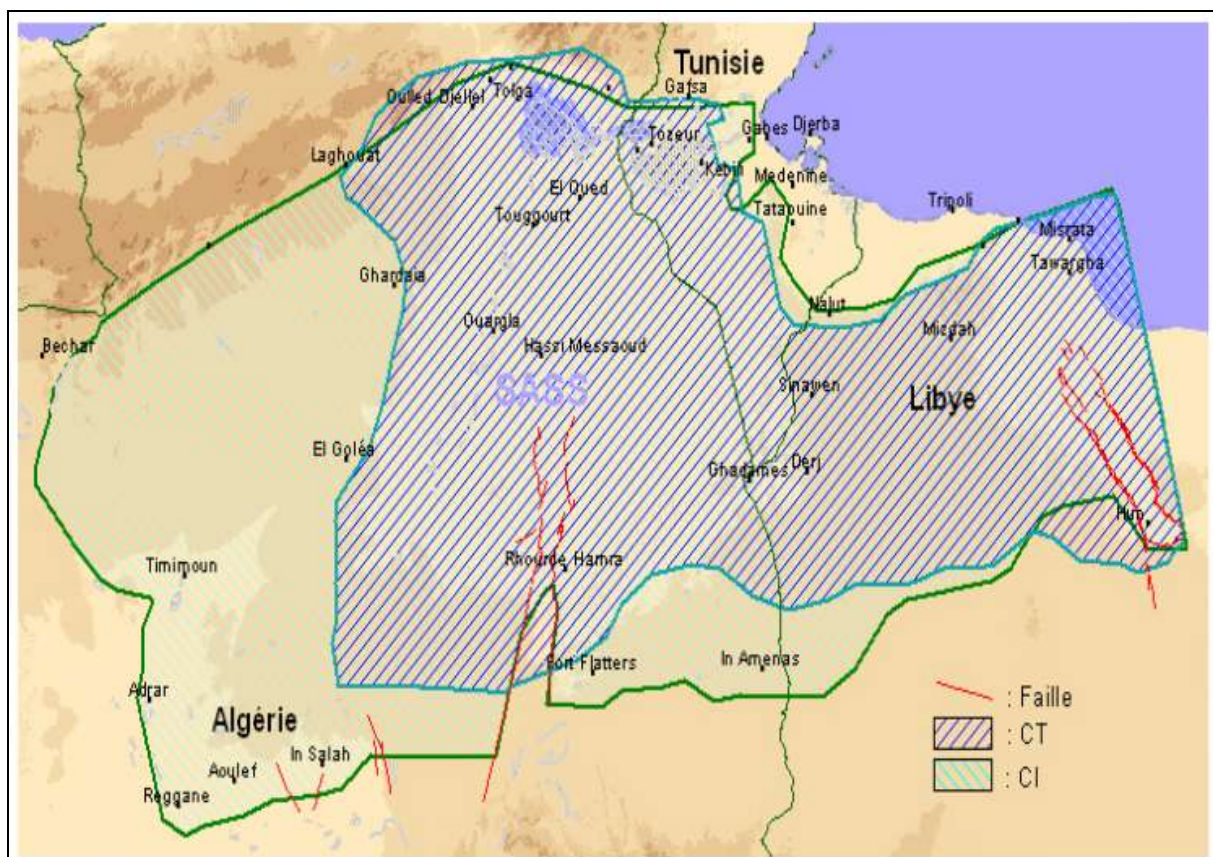 Tunisie
Gafsa
Tolga
Oulled Djellel
Gabes
Djerba
Tozeur
Kebili
Laghouat
Medenine
El Oued
Tripoli
Touggourt
Tataouine
Misrata
Tawargha
Ghardaia
Nalut
Ouargla
Mizdah
Bechar
Hassi Messaoud
SASS
Sinawen
Libye
El Goléa
Ghadames
Derj
Hun
Timimoun
Rhourde Hamra
Fort Flatters
In Amenas
Adrar
: Faille
Algérie
: CT
In Salah
Aoulef
: CI
Reggane